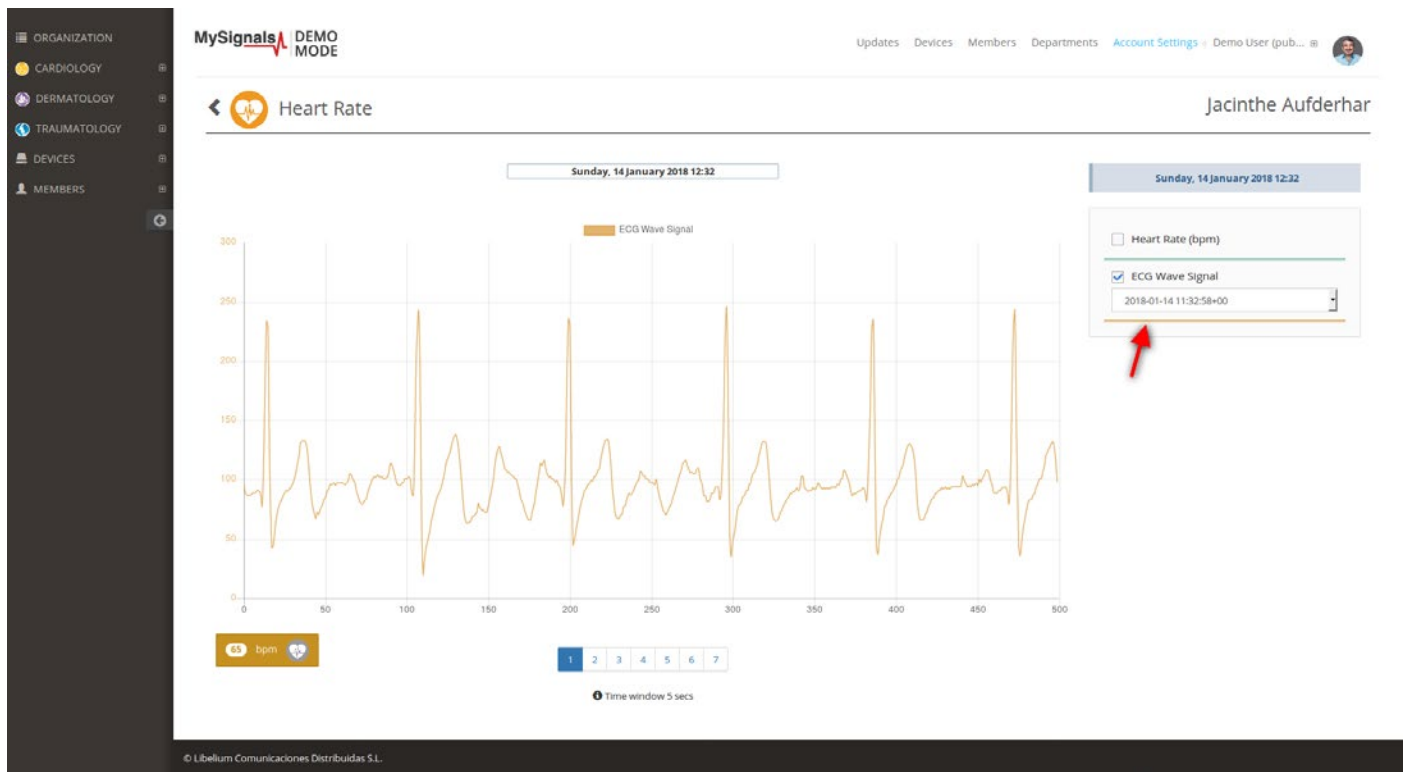 ORGANIZATION
CARDIOLOGY
DERMATOLOGY
TRAUMATOLOGY
DEVICES
MEMBERS
MySignals DEMO
MODE
Updates Devices Members Departments Account Settings Demo User (pub...
Heart Rate
Jacinthe Aufderhar
Sunday, 14 January 2018 12:32
Sunday, 14 January 2018 12:32
ECG Wave Signal
Heart Rate (bpm)
ECG Wave Signal
2018-01-14 11:32:58+00
300
250
200
150
100
50
0
0 50 100 150 200 250 300 350 400 450 500
65 bpm
1 2 3 4 5 6 7
Time window 5 secs
© Libelium Comunicaciones Distribuidas S.L.